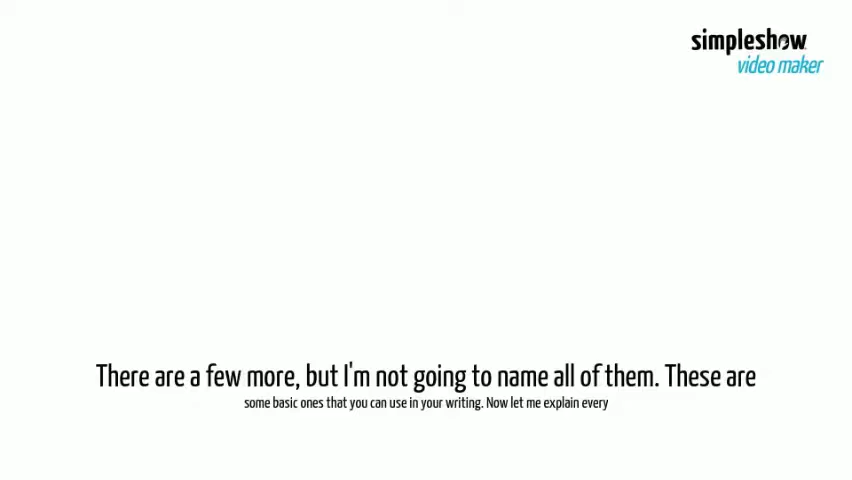 simpleshow
video maker
There are a few more, but I'm not going to name all of them. These are
some basic ones that you can use in your writing. Now let me explain every